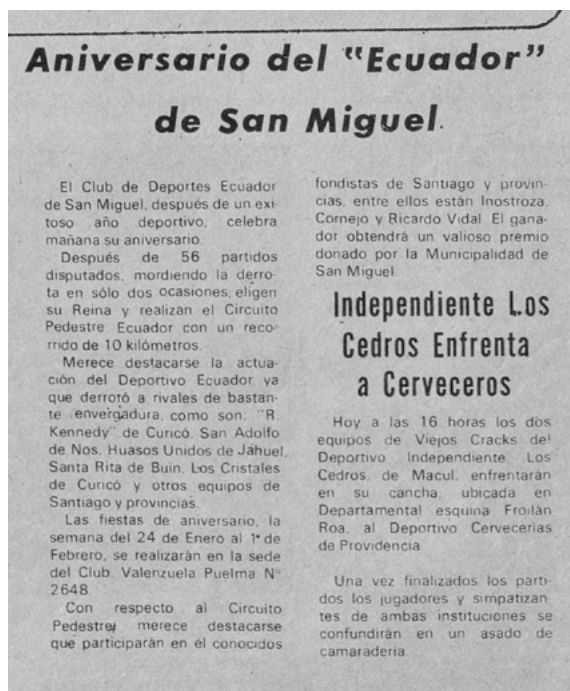 Aniversario del "Ecuador"
de San Miguel.
El Club de Deportes Ecuador
de San Miguel, después de un exi-
toso año deportivo, celebra
mañana su aniversario.
Después de 56 partidos
disputados, mordiendo la derro-
ta en sólo dos ocasiones, eligen
su Reina y realizan el Circuito
Pedestre Ecuador con un reco-
rrido de 10 kilómetros.
Merece destacarse la actua-
ción del Deportivo Ecuador ya
que derrotó a rivales de bastan-
te envergadura, como son: "R.
Kennedy" de Curicó, San Adolfo
de Nos, Huasos Unidos de Jahuel,
Santa Rita de Buin, Los Cristales
de Curicó y otros equipos de
Santiago y provincias.
Las fiestas de aniversario, la
semana del 24 de Enero al 1º de
Febrero, se realizarán en la sede
del Club, Valenzuela Puelma Nº
2648.
Con respecto al Circuito
Pedestre, merece destacarse
que participarán en el conocidos
fondistas de Santiago y provin-
cias, entre ellos están Inostroza,
Cornejo y Ricardo Vidal. El gana-
dor obtendrá un valioso premio
donado por la Municipalidad de
San Miguel.
Independiente Los
Cedros Enfrenta
a Cerveceros
Hoy a las 16 horas los dos
equipos de Viejos Cracks del
Deportivo Independiente Los
Cedros, de Macul, enfrentarán
en su cancha, ubicada en
Departamental esquina Froilán
Roa, al Deportivo Cervecerías
de Providencia.
Una vez finalizados los parti-
dos los jugadores y simpatizan-
tes de ambas instituciones se
confundirán en un asado de
camaradería.